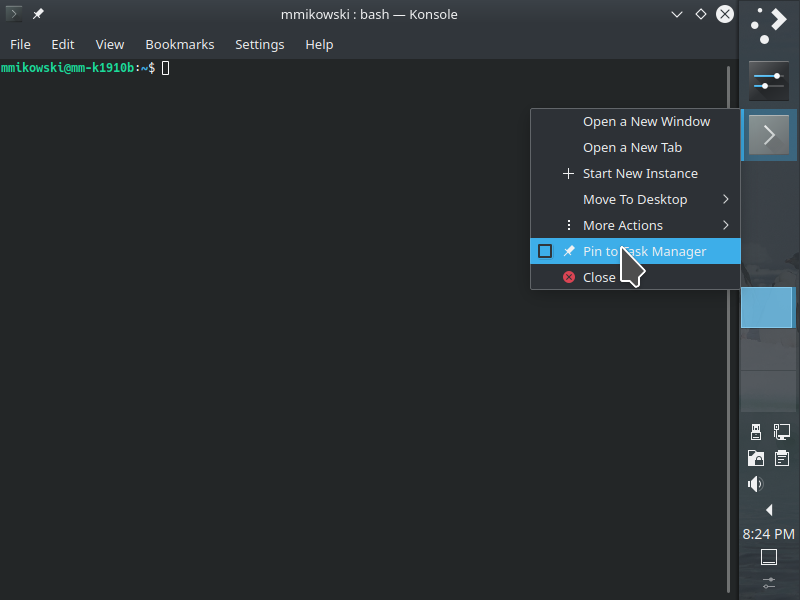 mmikowski : bash — Konsole
File Edit View Bookmarks Settings Help
mmikowski@mm-k1910b:~$
Open a New Window
Open a New Tab
Start New Instance
Move To Desktop
More Actions
Pin to Task Manager
Close
8:24 PM